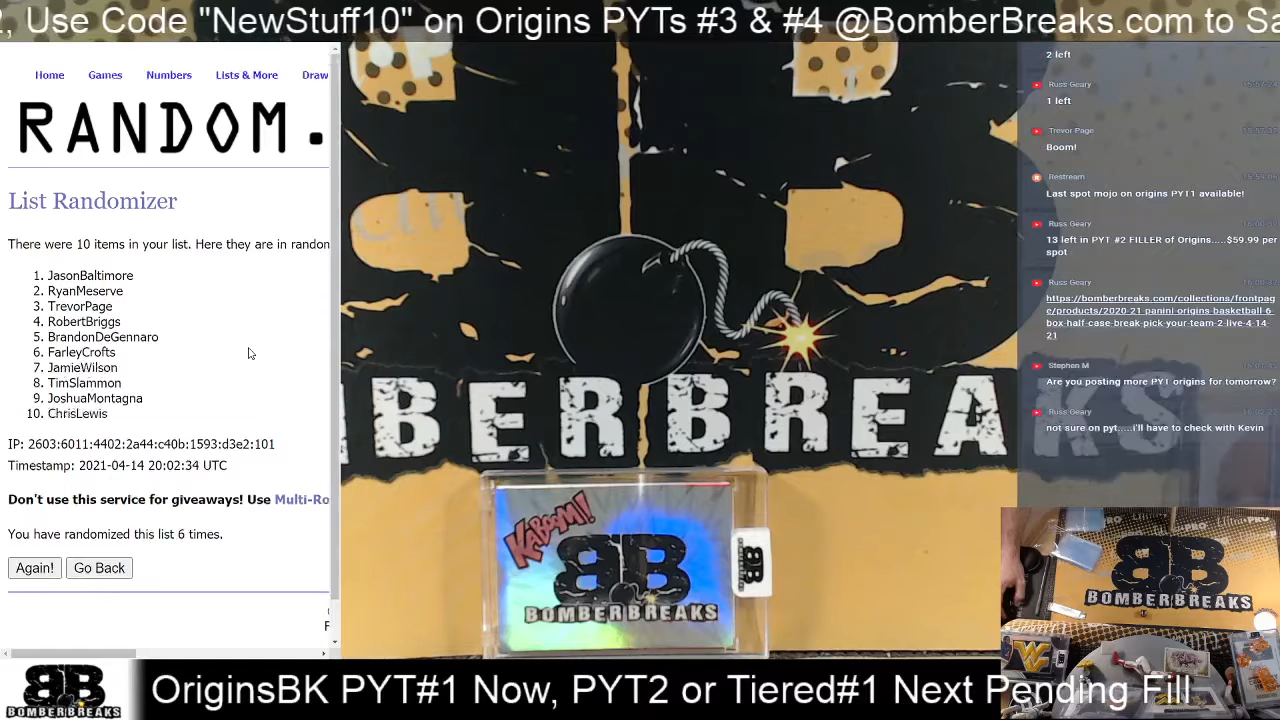 2, Use Code "NewStuff10" on Origins PYTs #3 & #4 @BomberBreaks.com to Sa
Home Games Numbers Lists & More Draw
RANDOM.
List Randomizer
There were 10 items in your list. Here they are in random
1. JasonBaltimore
2. RyanMeserve
3. TrevorPage
4. RobertBriggs
5. BrandonDeGennaro
6. FarleyCrofts
7. JamieWilson
8. TimSlammon
9. JoshuaMontagna
10. ChrisLewis
IP: 2603:6011:4402:2a44:c40b:1593:d3e2:101
Timestamp: 2021-04-14 20:02:34 UTC
Don't use this service for giveaways! Use Multi-Ro
You have randomized this list 6 times.
Again! Go Back
BERBREA
KS
KABOOM!!
BB
BOMBERBREAKS
BB
2 left
Russ Geary
1 left
Trevor Page
Boom!
Restream
Last spot mojo on origins PYT1 available!
Russ Geary
13 left in PYT #2 FILLER of Origins.....$59.99 per
spot
Russ Geary
https://bomberbreaks.com/collections/frontpag
e/products/2020-21-panini-origins-basketball-6-
box-half-case-break-pick-your-team-2-live-4-14-
21
Stephen M
Are you posting more PYT origins for tomorrow?
Russ Geary
not sure on pyt.....i'll have to check with Kevin
BB
BOMBERBREAKS
BB
BOMBERBREAKS
OriginsBK PYT#1 Now, PYT2 or Tiered#1 Next Pending Fill